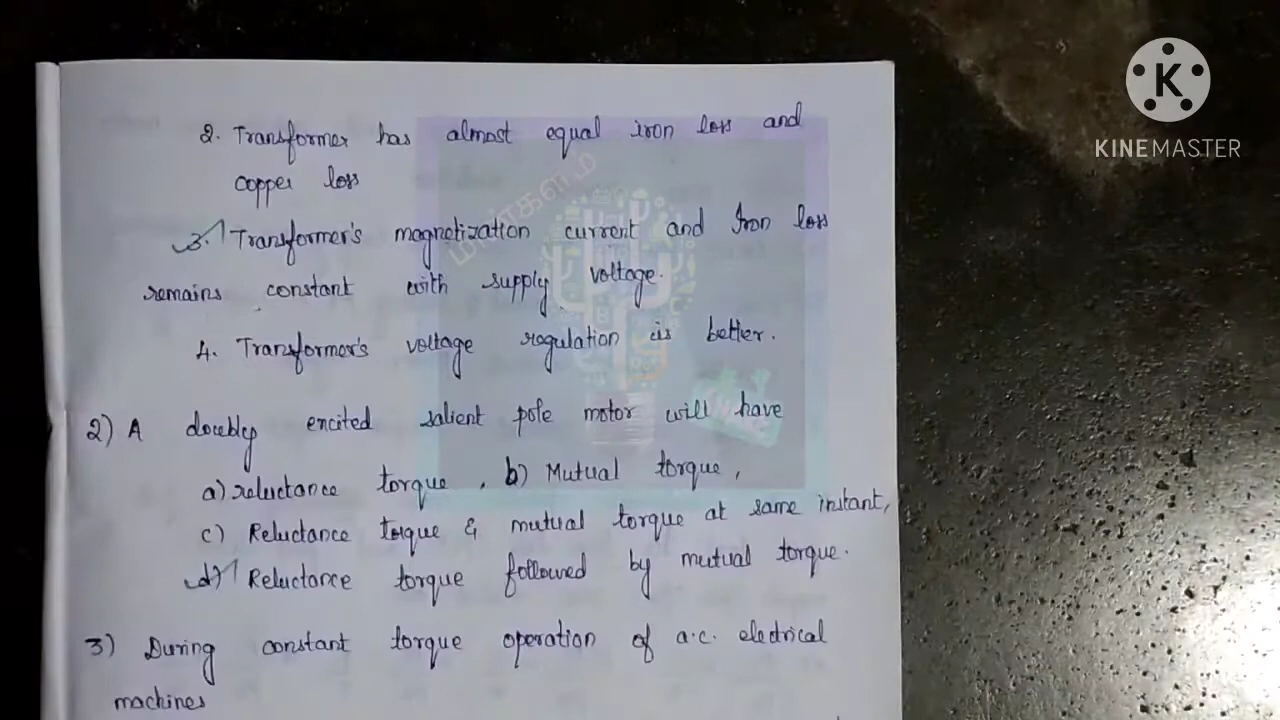 K
KINEMASTER
2. Transformer has almost equal iron loss and
copper loss
3. Transformer's magnetization current and Iron loss
remains constant with supply voltage.
4. Transformer's voltage regulation is better.
2) A doubly excited salient pole motor will have
a) reluctance torque, b) Mutual torque,
c) Reluctance torque & mutual torque at same instant,
d) Reluctance torque followed by mutual torque.
3) During constant torque operation of a.c. electrical
machines